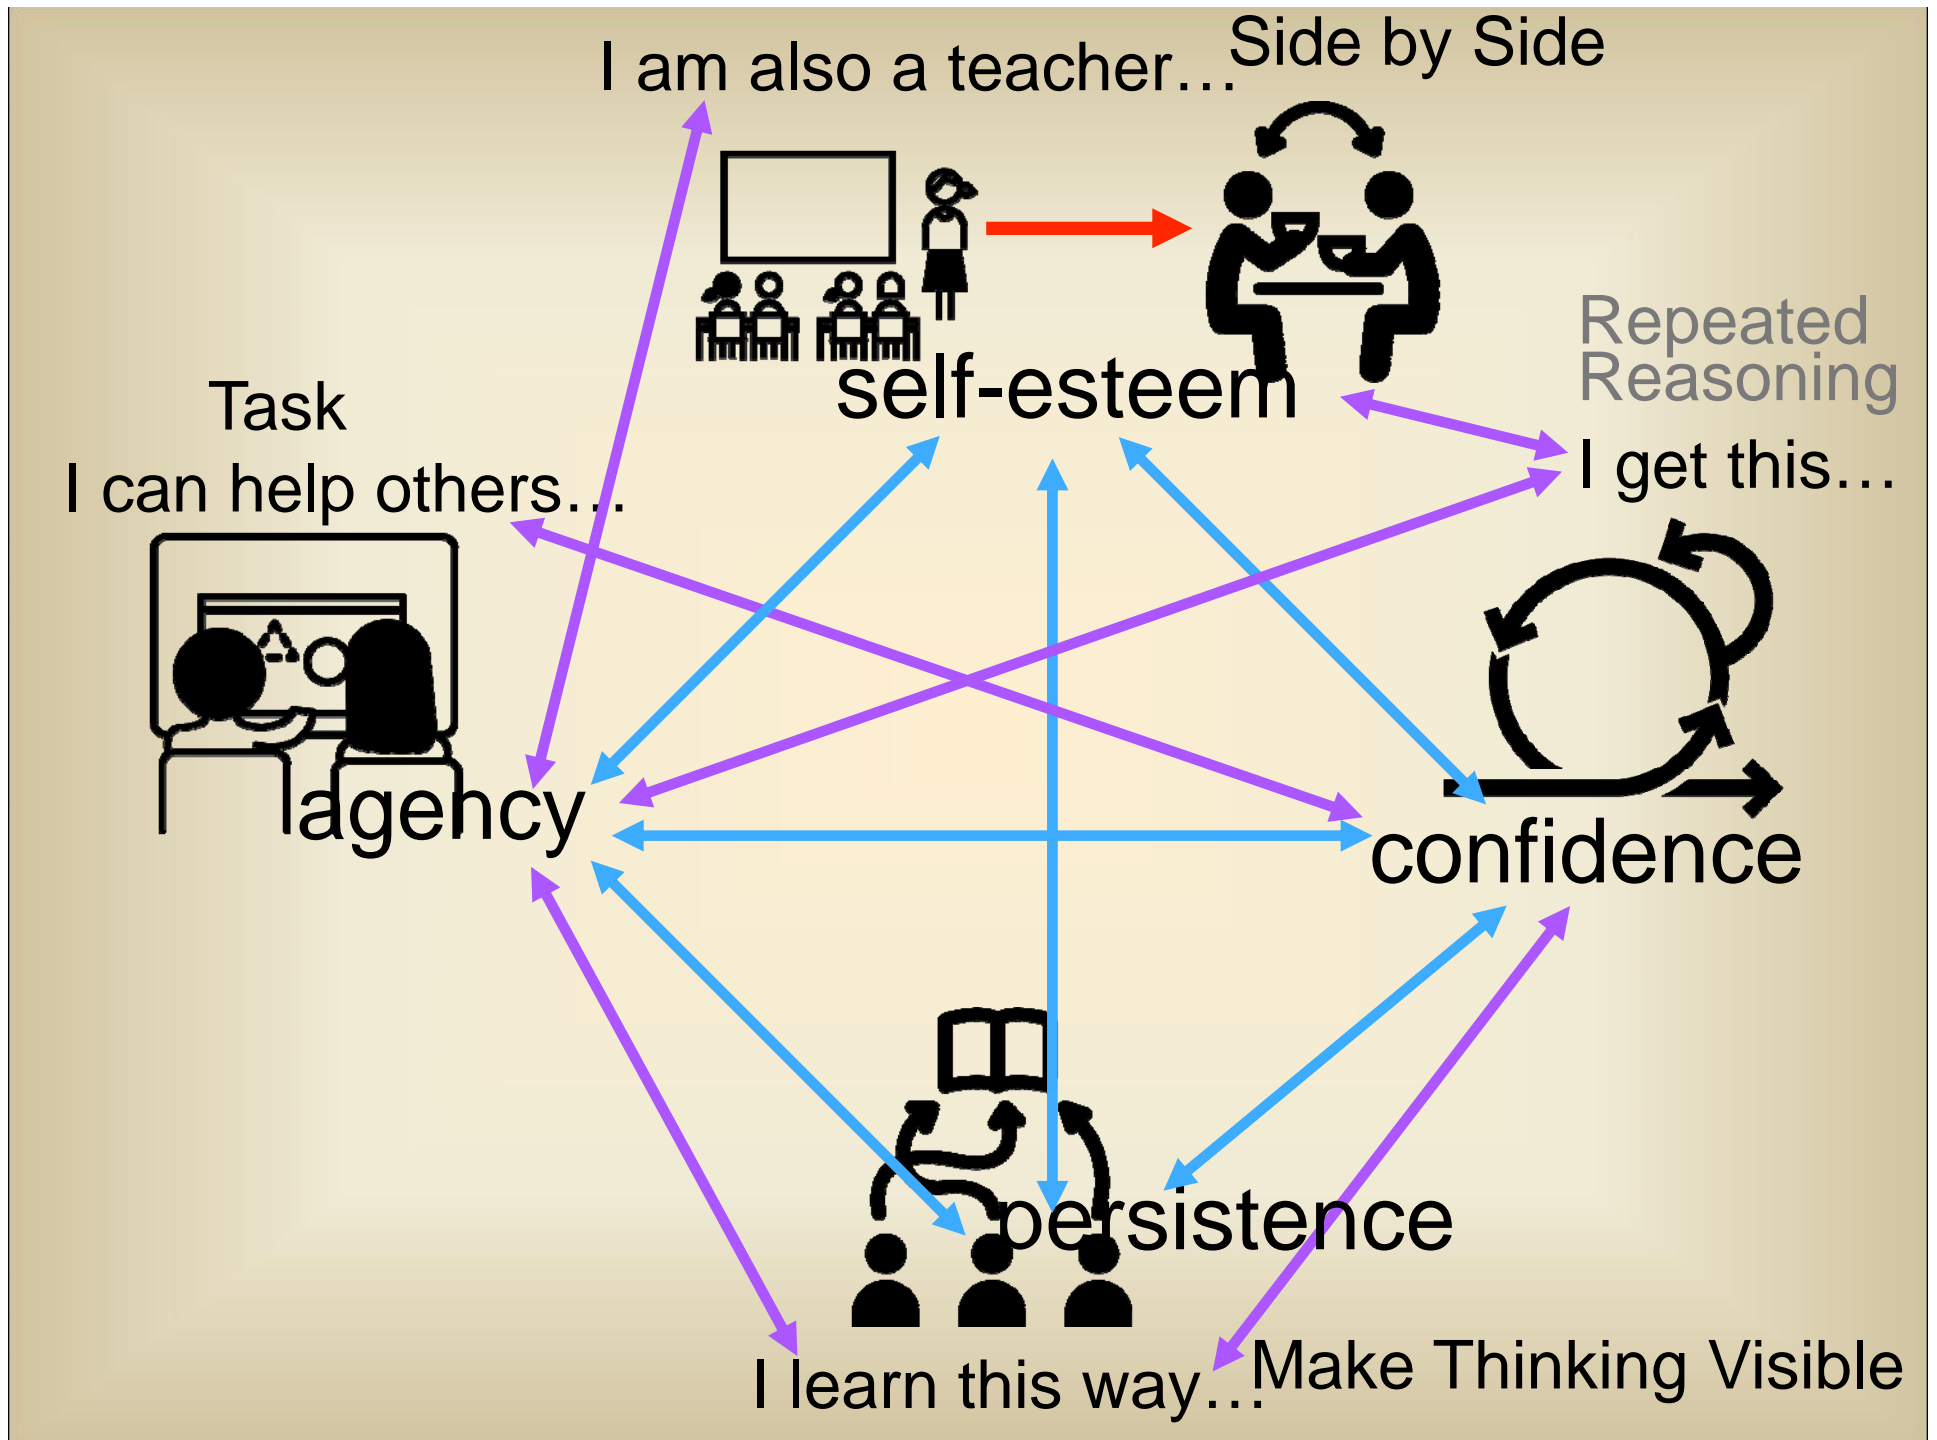 Side by Side
I am also a teacher…
Repeated
Reasoning
self-esteem
Task
I can help others…
I get this…
agency
confidence
persistence
Make Thinking Visible
I learn this way…